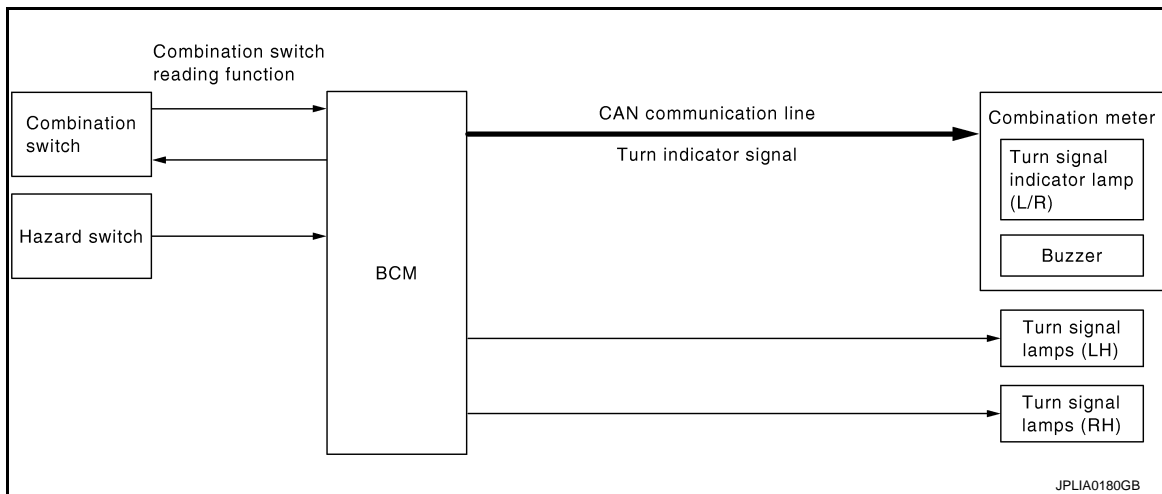 Combination switch
reading function
Combination
switch
Hazard switch
BCM
CAN communication line
Turn indicator signal
Combination meter
Turn signal
indicator lamp
(L/R)
Buzzer
Turn signal
lamps (LH)
Turn signal
lamps (RH)
JPLIA0180GB